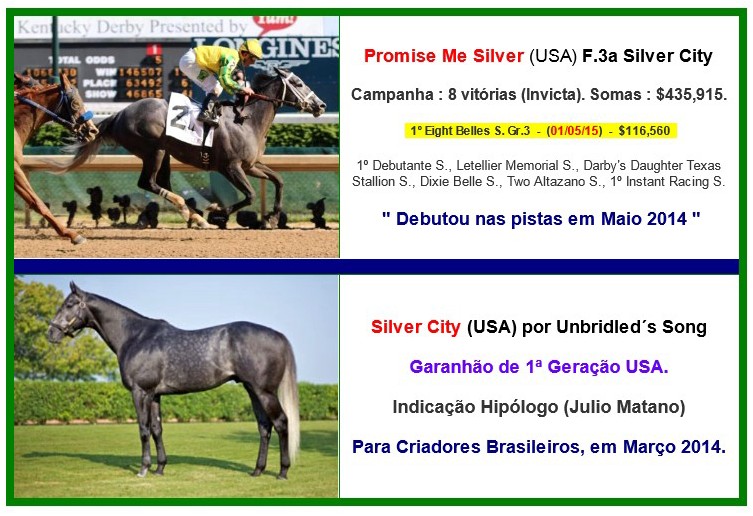 Kentucky Derby Presented by Yum!
LONGINES
TOTAL ODDS 5
WIN 146507
PLACE 63492
SHOW 44665
2
Promise Me Silver (USA) F.3a Silver City
Campanha : 8 vitórias (Invicta). Somas : $435,915.
1º Eight Belles S. Gr.3 - (01/05/15) - $116,560
1º Debutante S., Letellier Memorial S., Darby's Daughter Texas
Stallion S., Dixie Belle S., Two Altazano S., 1º Instant Racing S.
" Debutou nas pistas em Maio 2014 "
Silver City (USA) por Unbridled´s Song
Garanhão de 1ª Geração USA.
Indicação Hipólogo (Julio Matano)
Para Criadores Brasileiros, em Março 2014.